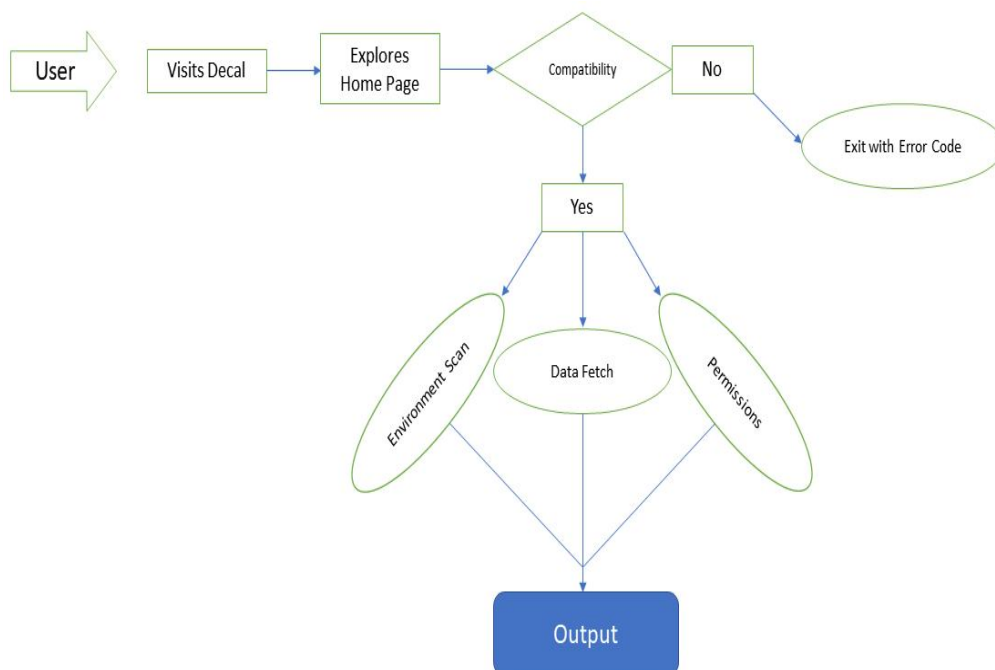 User
Visits Decal
Explores
Home Page
Compatibility
No
Exit with Error Code
Yes
Environment Scan
Data Fetch
Permissions
Output